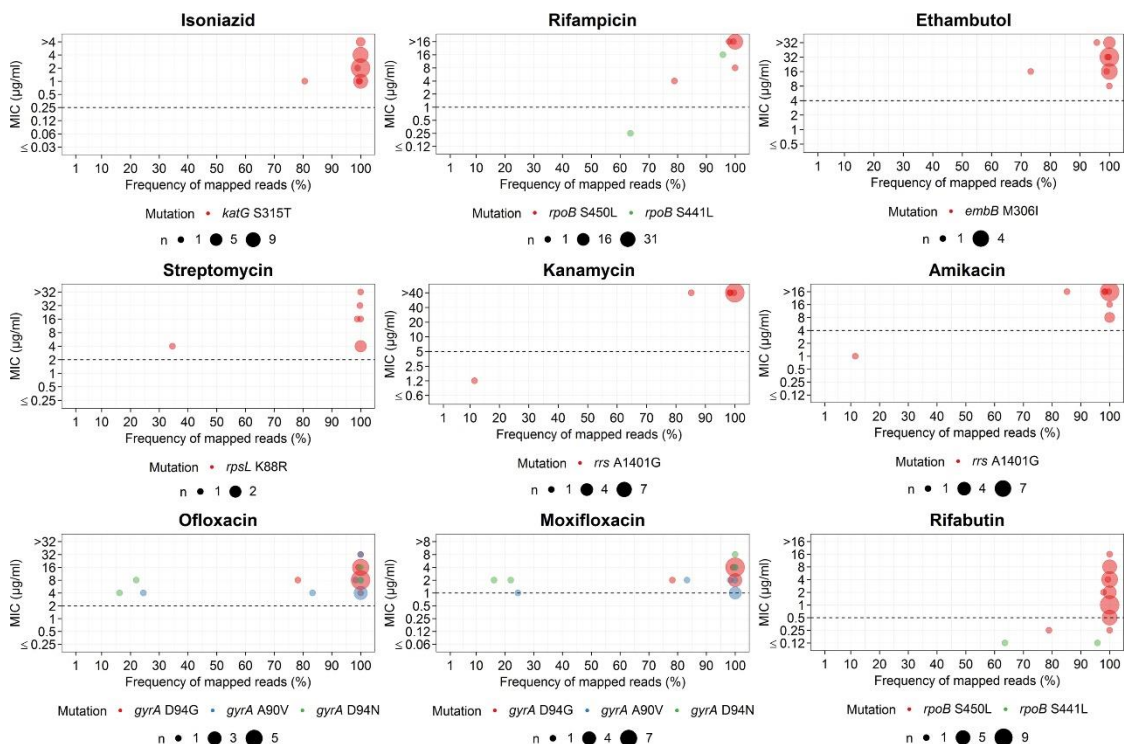 Isoniazid Rifampicin Ethambutol
MIC (µg/ml)
>4
4
2
1
0.5
0.25
0.12
0.06
≤ 0.03
1 10 20 30 40 50 60 70 80 90 100
Frequency of mapped reads (%)
Mutation katG S315T
n 1 5 9
MIC (µg/ml)
>16
16
8
4
2
1
0.5
0.25
≤ 0.12
1 10 20 30 40 50 60 70 80 90 100
Frequency of mapped reads (%)
Mutation rpoB S450L rpoB S441L
n 1 16 31
MIC (µg/ml)
>32
32
16
8
4
2
1
≤ 0.5
1 10 20 30 40 50 60 70 80 90 100
Frequency of mapped reads (%)
Mutation embB M306I
n 1 4
Streptomycin Kanamycin Amikacin
MIC (µg/ml)
>32
32
16
8
4
2
1
0.5
≤ 0.25
1 10 20 30 40 50 60 70 80 90 100
Frequency of mapped reads (%)
Mutation rpsL K88R
n 1 2
MIC (µg/ml)
>40
40
20
10
5
2.5
1.2
≤ 0.6
1 10 20 30 40 50 60 70 80 90 100
Frequency of mapped reads (%)
Mutation rrs A1401G
n 1 4 7
MIC (µg/ml)
>16
16
8
4
2
1
0.5
0.25
≤ 0.12
1 10 20 30 40 50 60 70 80 90 100
Frequency of mapped reads (%)
Mutation rrs A1401G
n 1 4 7
Ofloxacin Moxifloxacin Rifabutin
MIC (µg/ml)
>32
32
16
8
4
2
1
0.5
≤ 0.25
1 10 20 30 40 50 60 70 80 90 100
Frequency of mapped reads (%)
Mutation gyrA D94G gyrA A90V gyrA D94N
n 1 3 5
MIC (µg/ml)
>8
8
4
2
1
0.5
0.25
0.12
≤ 0.06
1 10 20 30 40 50 60 70 80 90 100
Frequency of mapped reads (%)
Mutation gyrA D94G gyrA A90V gyrA D94N
n 1 4 7
MIC (µg/ml)
>16
16
8
4
2
1
0.5
0.25
≤ 0.12
1 10 20 30 40 50 60 70 80 90 100
Frequency of mapped reads (%)
Mutation rpoB S450L rpoB S441L
n 1 5 9